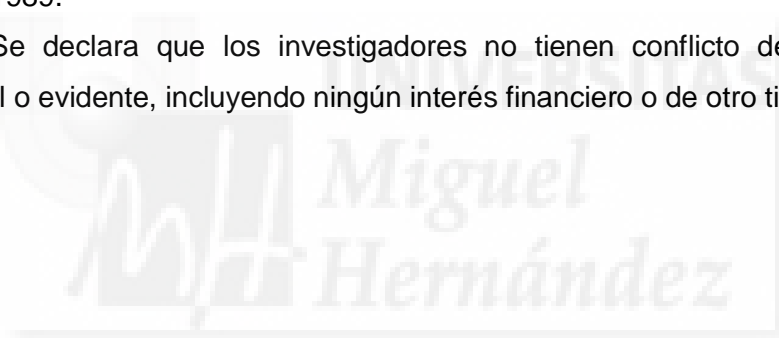 1989.
Se declara que los investigadores no tienen conflicto de
l o evidente, incluyendo ningún interés financiero o de otro ti
UNIVERSITAS
Miguel
Hernández